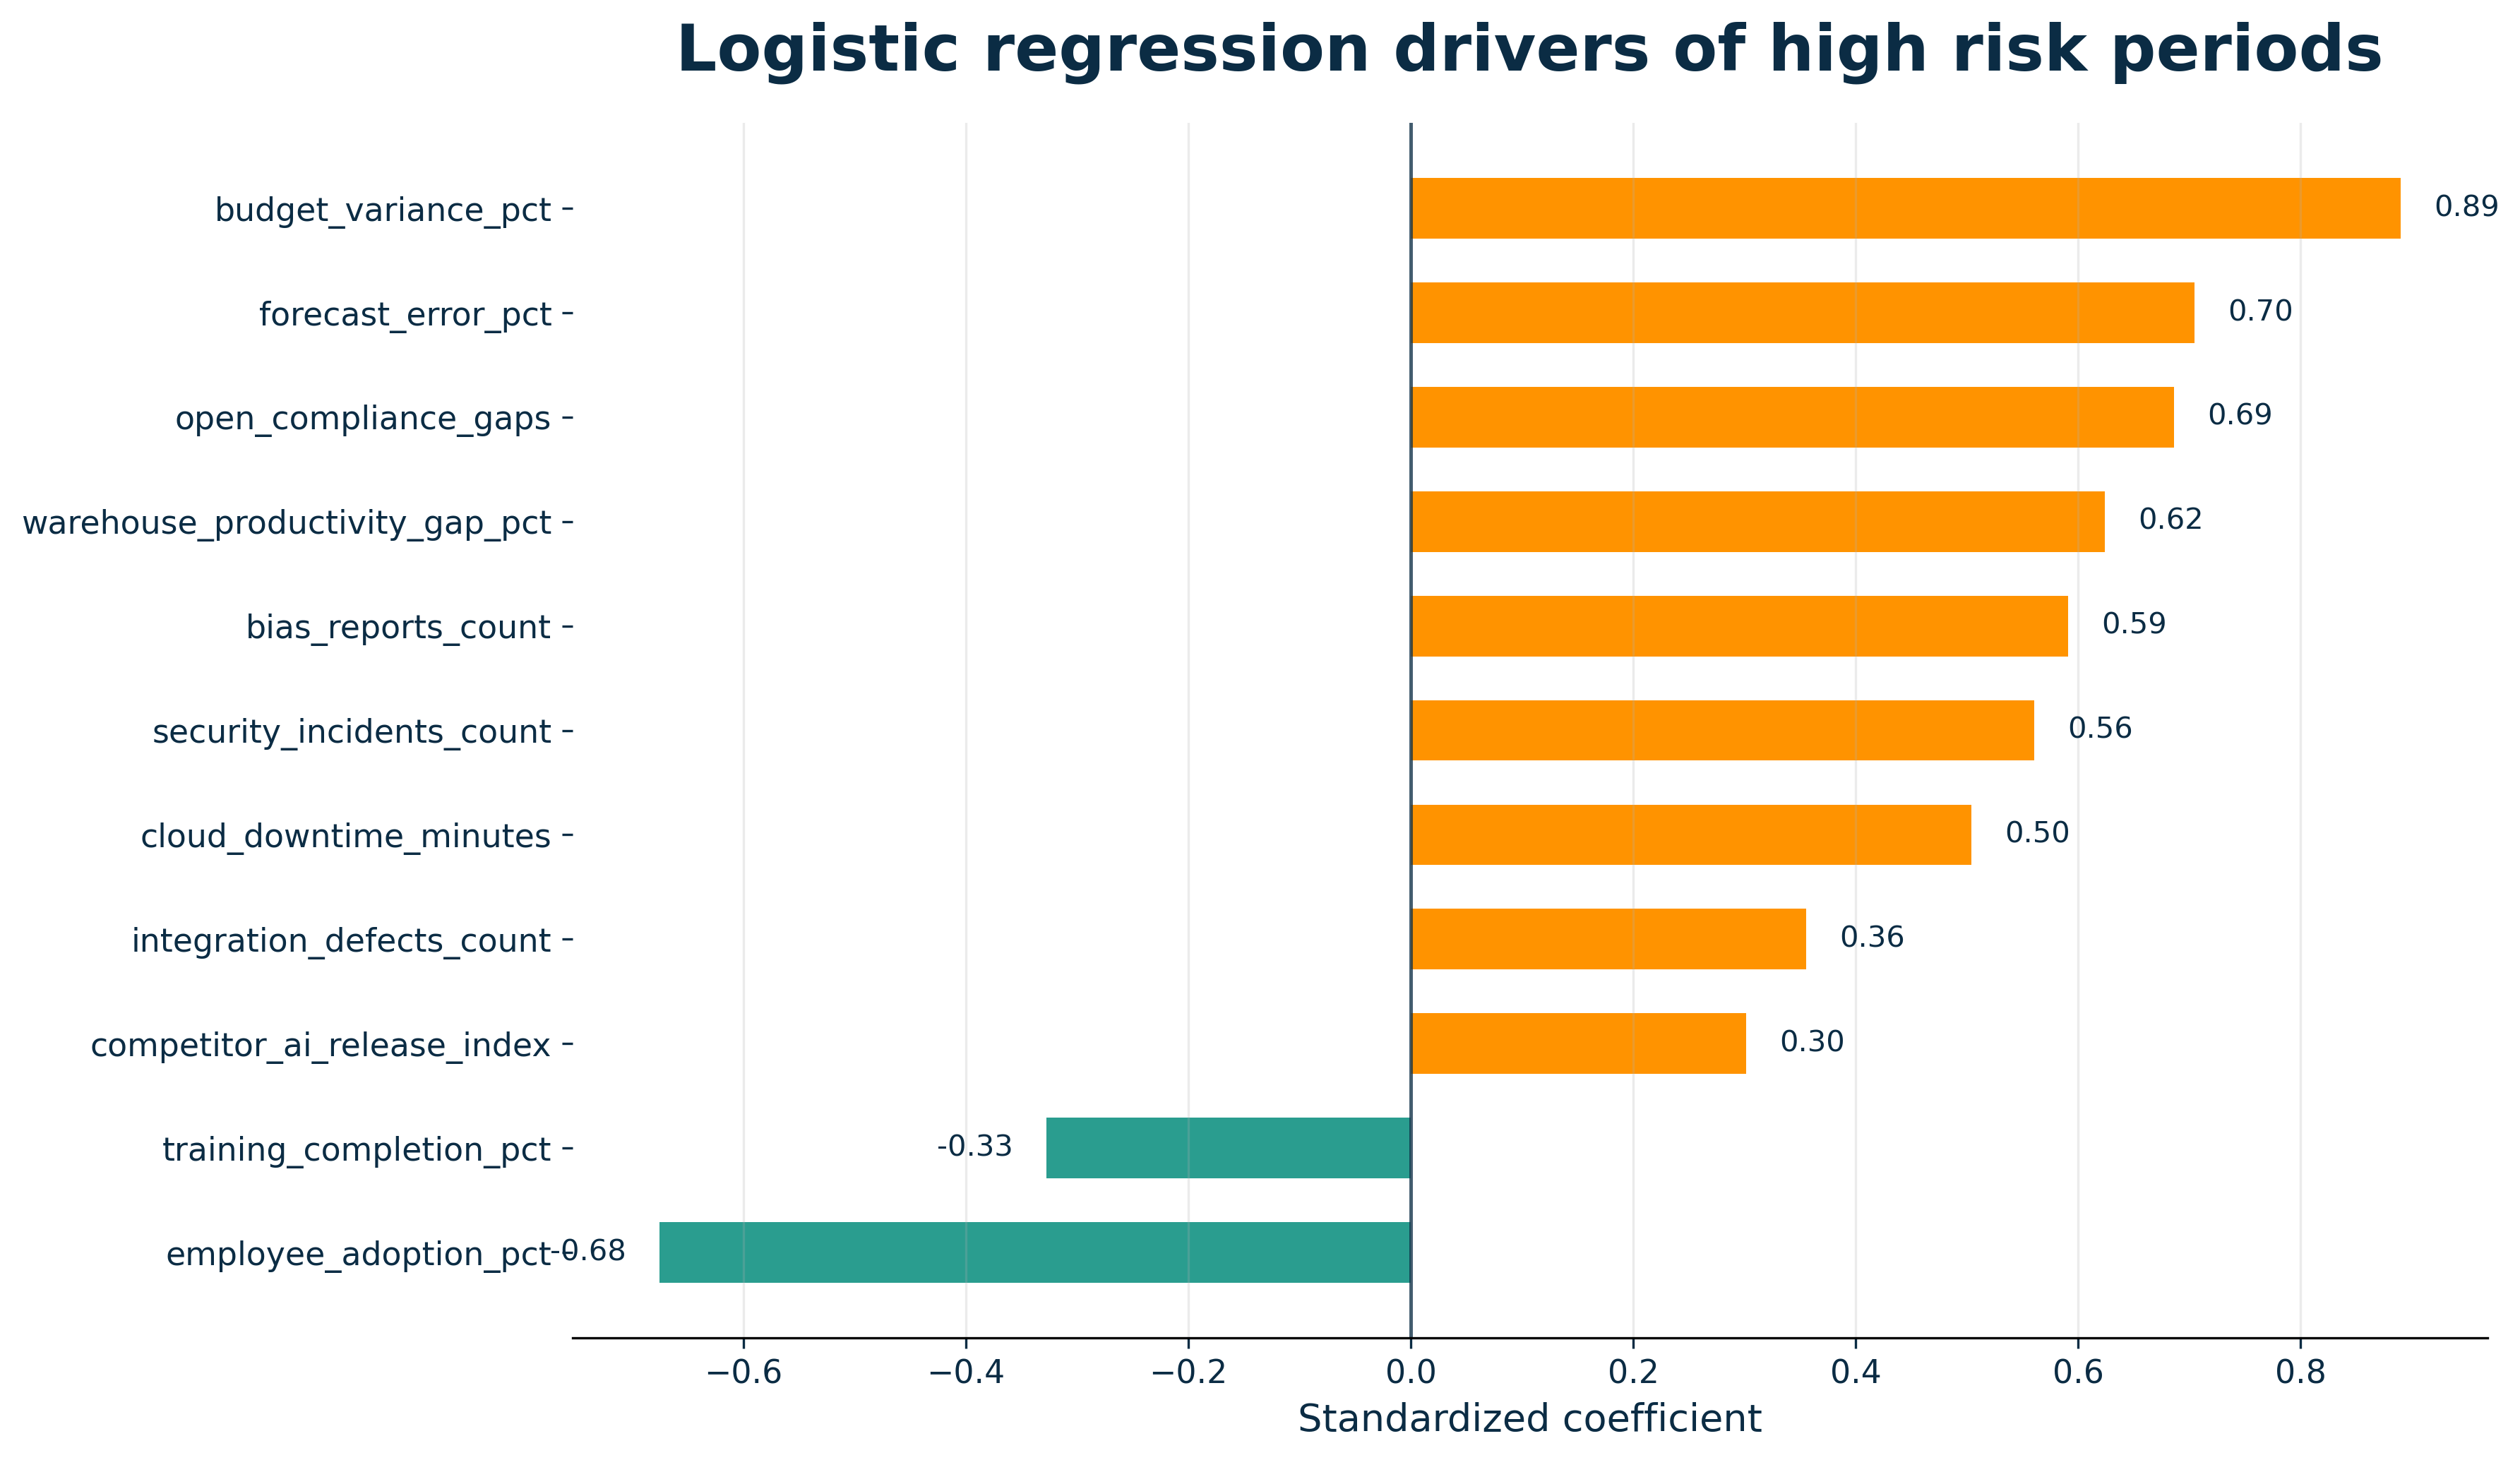 Logistic regression drivers of high risk periods
budget_variance_pct 0.89
forecast_error_pct 0.70
open_compliance_gaps 0.69
warehouse_productivity_gap_pct 0.62
bias_reports_count 0.59
security_incidents_count 0.56
cloud_downtime_minutes 0.50
integration_defects_count 0.36
competitor_ai_release_index 0.30
training_completion_pct -0.33
employee_adoption_pct -0.68
−0.6 −0.4 −0.2 0.0 0.2 0.4 0.6 0.8
Standardized coefficient